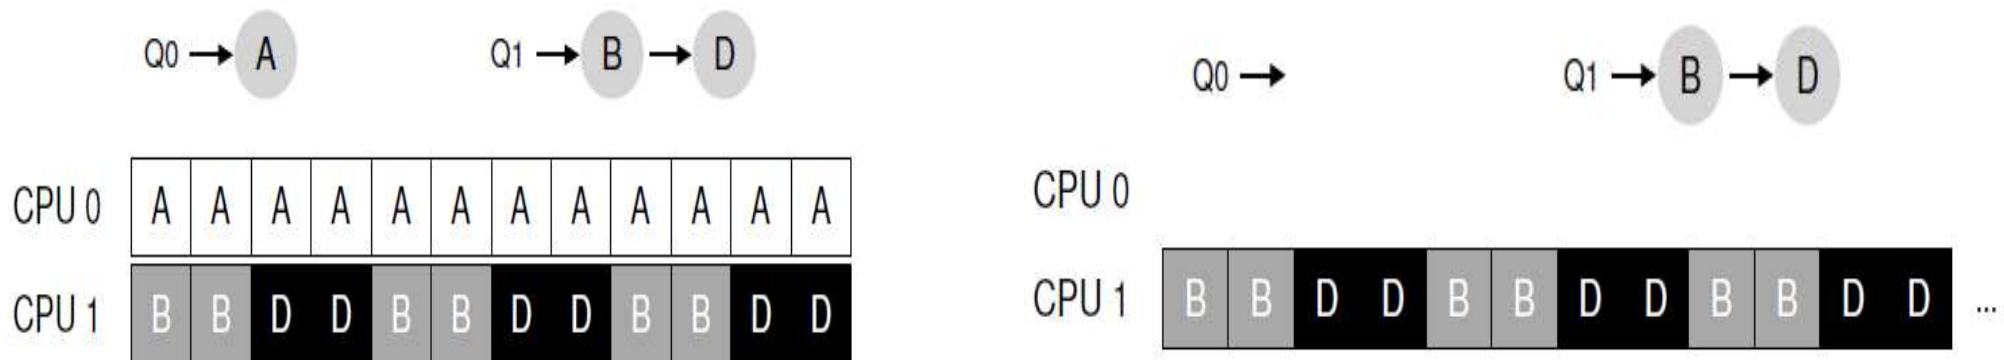 Q0 → A
Q1 → B → D
CPU 0 A A A A A A A A A A A A
CPU 1 B B D D B B D D B B D D
Q0 →
Q1 → B → D
CPU 0
CPU 1 B B D D B B D D B B D D ...